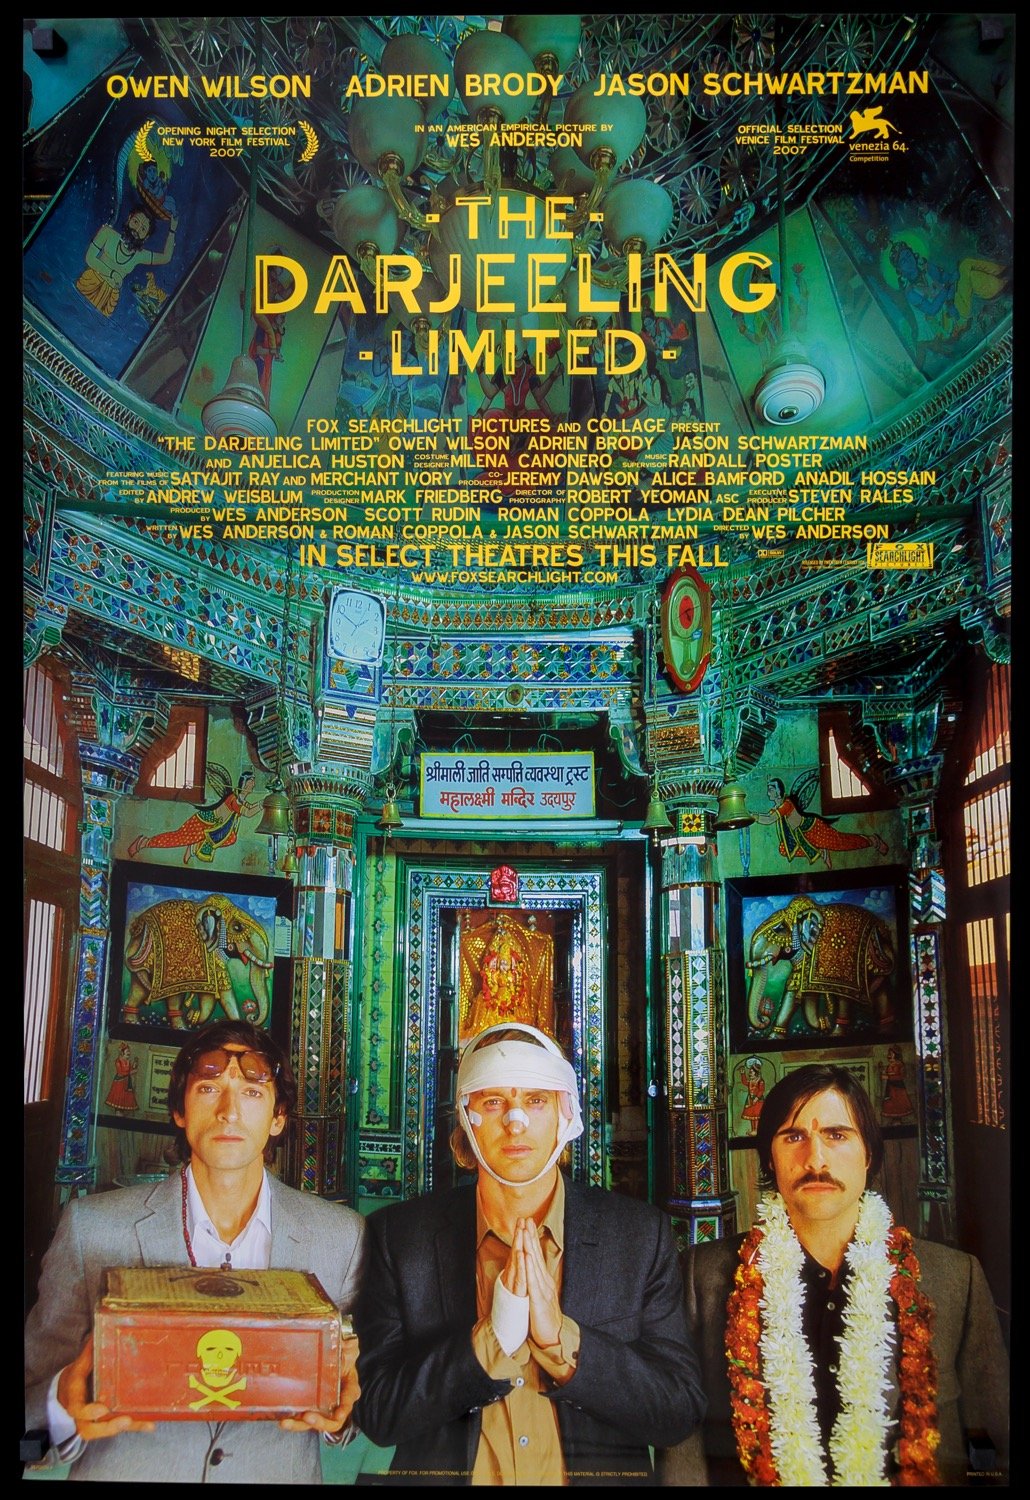 OWEN WILSON ADRIEN BRODY JASON SCHWARTZMAN
OPENING NIGHT SELECTION
NEW YORK FILM FESTIVAL
2007
IN AN AMERICAN EMPIRICAL PICTURE BY
WES ANDERSON
OFFICIAL SELECTION
VENICE FILM FESTIVAL
2007
venezia 64.
Competition
·THE·
DARJEELING
·LIMITED·
FOX SEARCHLIGHT PICTURES AND COLLAGE PRESENT
"THE DARJEELING LIMITED" OWEN WILSON ADRIEN BRODY JASON SCHWARTZMAN
AND ANJELICA HUSTON COSTUME DESIGNER MILENA CANONERO MUSIC SUPERVISOR RANDALL POSTER
FEATURING MUSIC FROM THE FILMS OF SATYAJIT RAY AND MERCHANT IVORY CO-PRODUCERS JEREMY DAWSON ALICE BAMFORD ANADIL HOSSAIN
EDITED BY ANDREW WEISBLUM PRODUCTION DESIGNER MARK FRIEDBERG DIRECTOR OF PHOTOGRAPHY ROBERT YEOMAN, ASC EXECUTIVE PRODUCER STEVEN RALES
PRODUCED BY WES ANDERSON SCOTT RUDIN ROMAN COPPOLA LYDIA DEAN PILCHER
WRITTEN BY WES ANDERSON & ROMAN COPPOLA & JASON SCHWARTZMAN DIRECTED BY WES ANDERSON
IN SELECT THEATRES THIS FALL
WWW.FOXSEARCHLIGHT.COM
FOX
SEARCHLIGHT
PICTURES
श्रीमाली जाति सम्पत्ति व्यवस्था ट्रस्ट
महालक्ष्मी मन्दिर उदयपुर
PRINTED IN U.S.A.